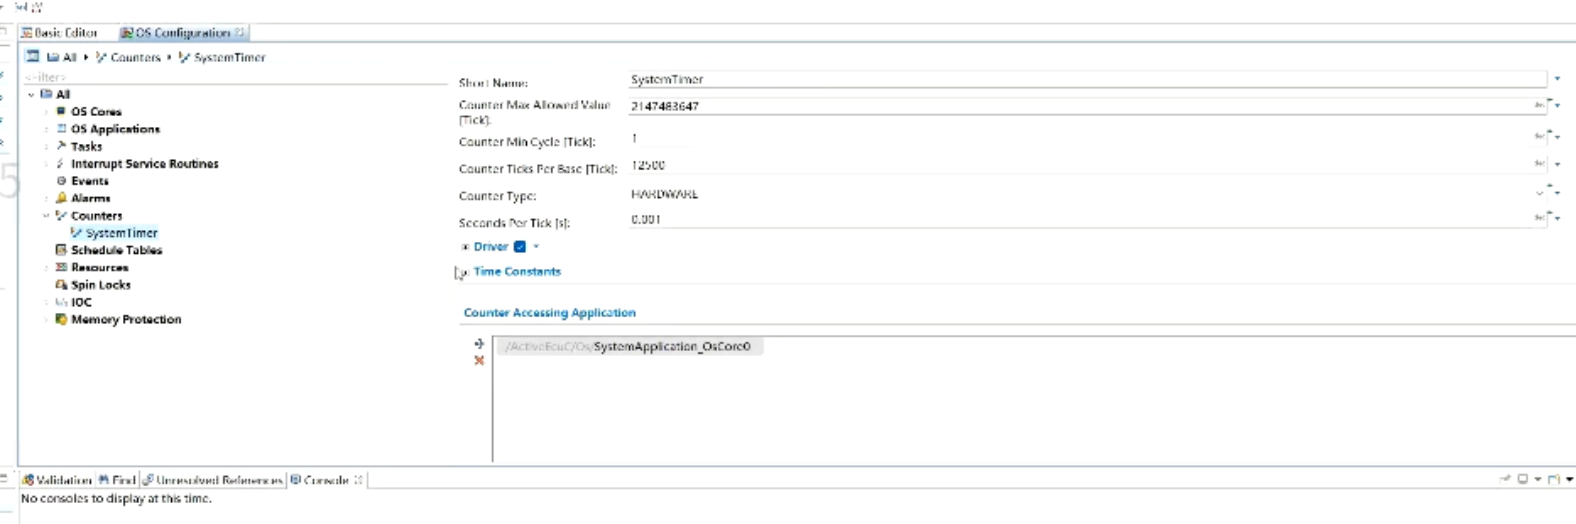 Basic Editor
OS Configuration
All
Counters
SystemTimer
<filter>
All
OS Cores
OS Applications
Tasks
Interrupt Service Routines
Events
Alarms
Counters
SystemTimer
Schedule Tables
Resources
Spin Locks
IOC
Memory Protection
Short Name: SystemTimer
Counter Max Allowed Value [Tick]: 2147483647
Counter Min Cycle [Tick]: 1
Counter Ticks Per Base [Tick]: 12500
Counter Type: HARDWARE
Seconds Per Tick [s]: 0.001
Driver
Time Constants
Counter Accessing Application
/ActiveEcuC/Os/SystemApplication_OsCore0
Validation
Find
Unresolved References
Console
No consoles to display at this time.